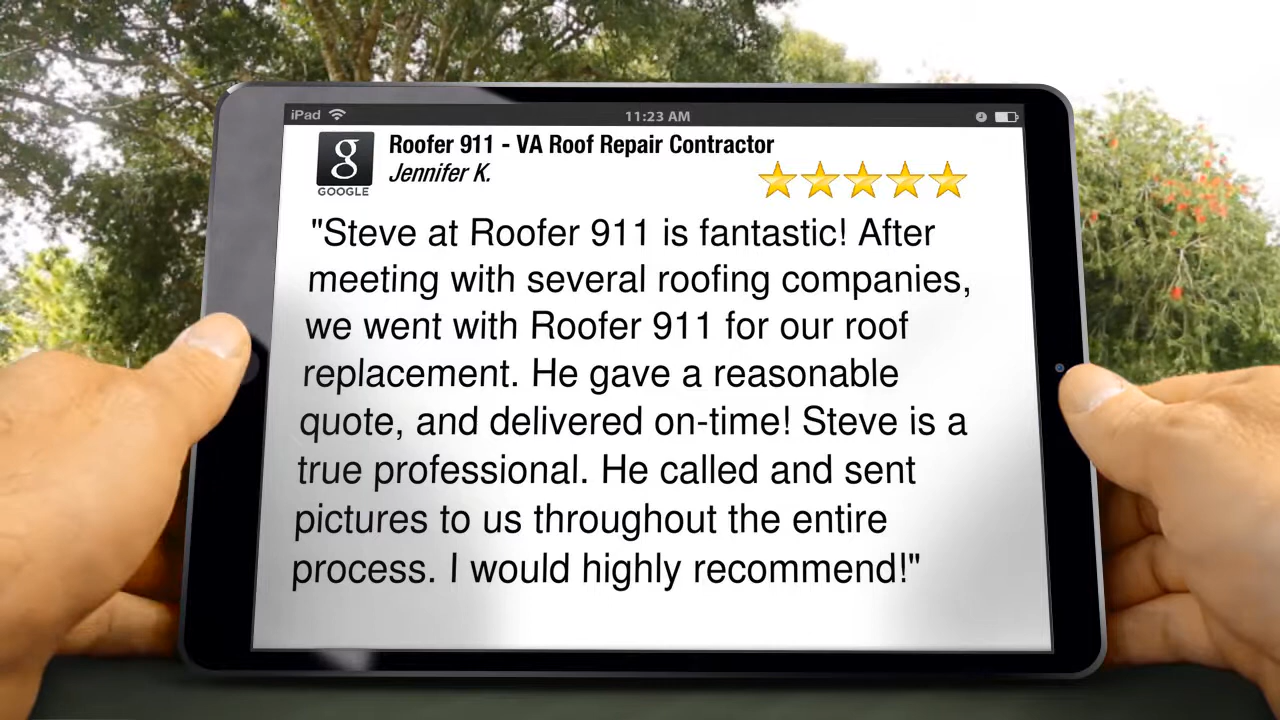 iPad 11:23 AM
g
GOOGLE
Roofer 911 - VA Roof Repair Contractor
Jennifer K.
"Steve at Roofer 911 is fantastic! After
meeting with several roofing companies,
we went with Roofer 911 for our roof
replacement. He gave a reasonable
quote, and delivered on-time! Steve is a
true professional. He called and sent
pictures to us throughout the entire
process. I would highly recommend!"